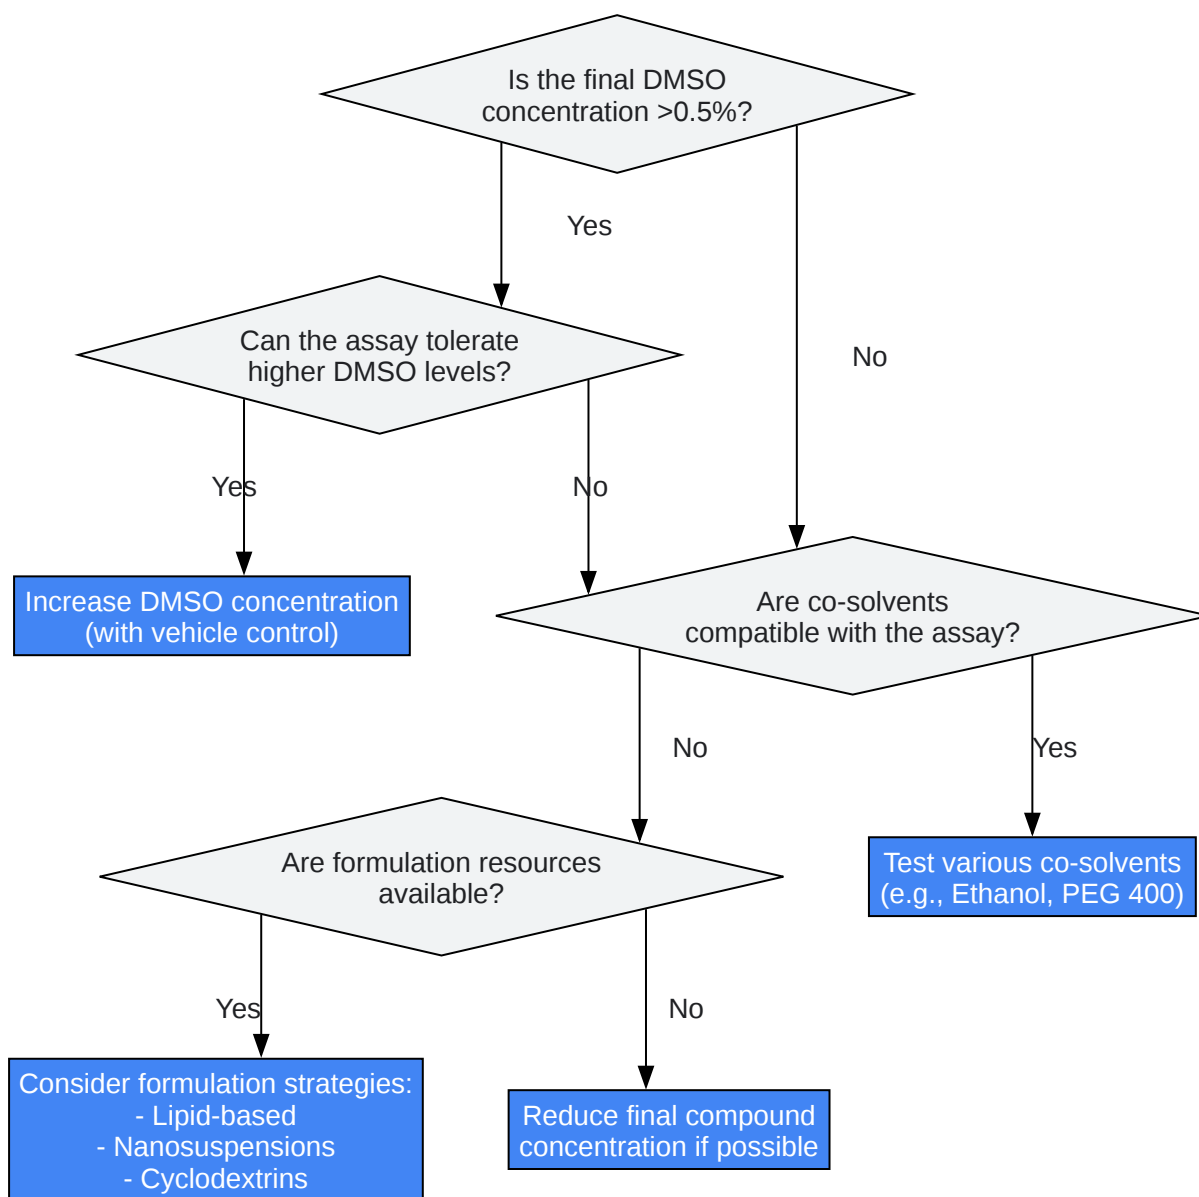 Is the final DMSO
concentration >0.5%?
Yes
Can the assay tolerate
higher DMSO levels?
No
Yes
No
Increase DMSO concentration
(with vehicle control)
Are co-solvents
compatible with the assay?
No
Yes
Are formulation resources
available?
Test various co-solvents
(e.g., Ethanol, PEG 400)
Yes
No
Consider formulation strategies:
- Lipid-based
- Nanosuspensions
- Cyclodextrins
Reduce final compound
concentration if possible